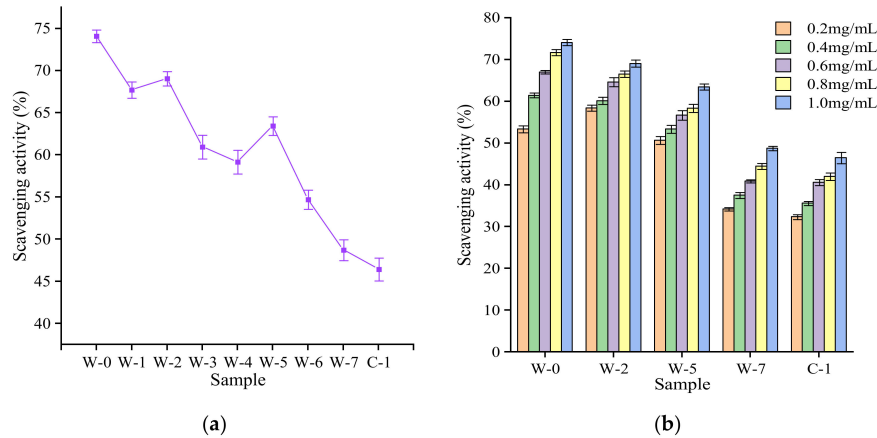 Scavenging activity (%)
75
70
65
60
55
50
45
40
W-0 W-1 W-2 W-3 W-4 W-5 W-6 W-7 C-1
Sample
(a)
Scavenging activity (%)
80
70
60
50
40
30
20
10
0
0.2mg/mL
0.4mg/mL
0.6mg/mL
0.8mg/mL
1.0mg/mL
W-0 W-2 W-5 W-7 C-1
Sample
(b)